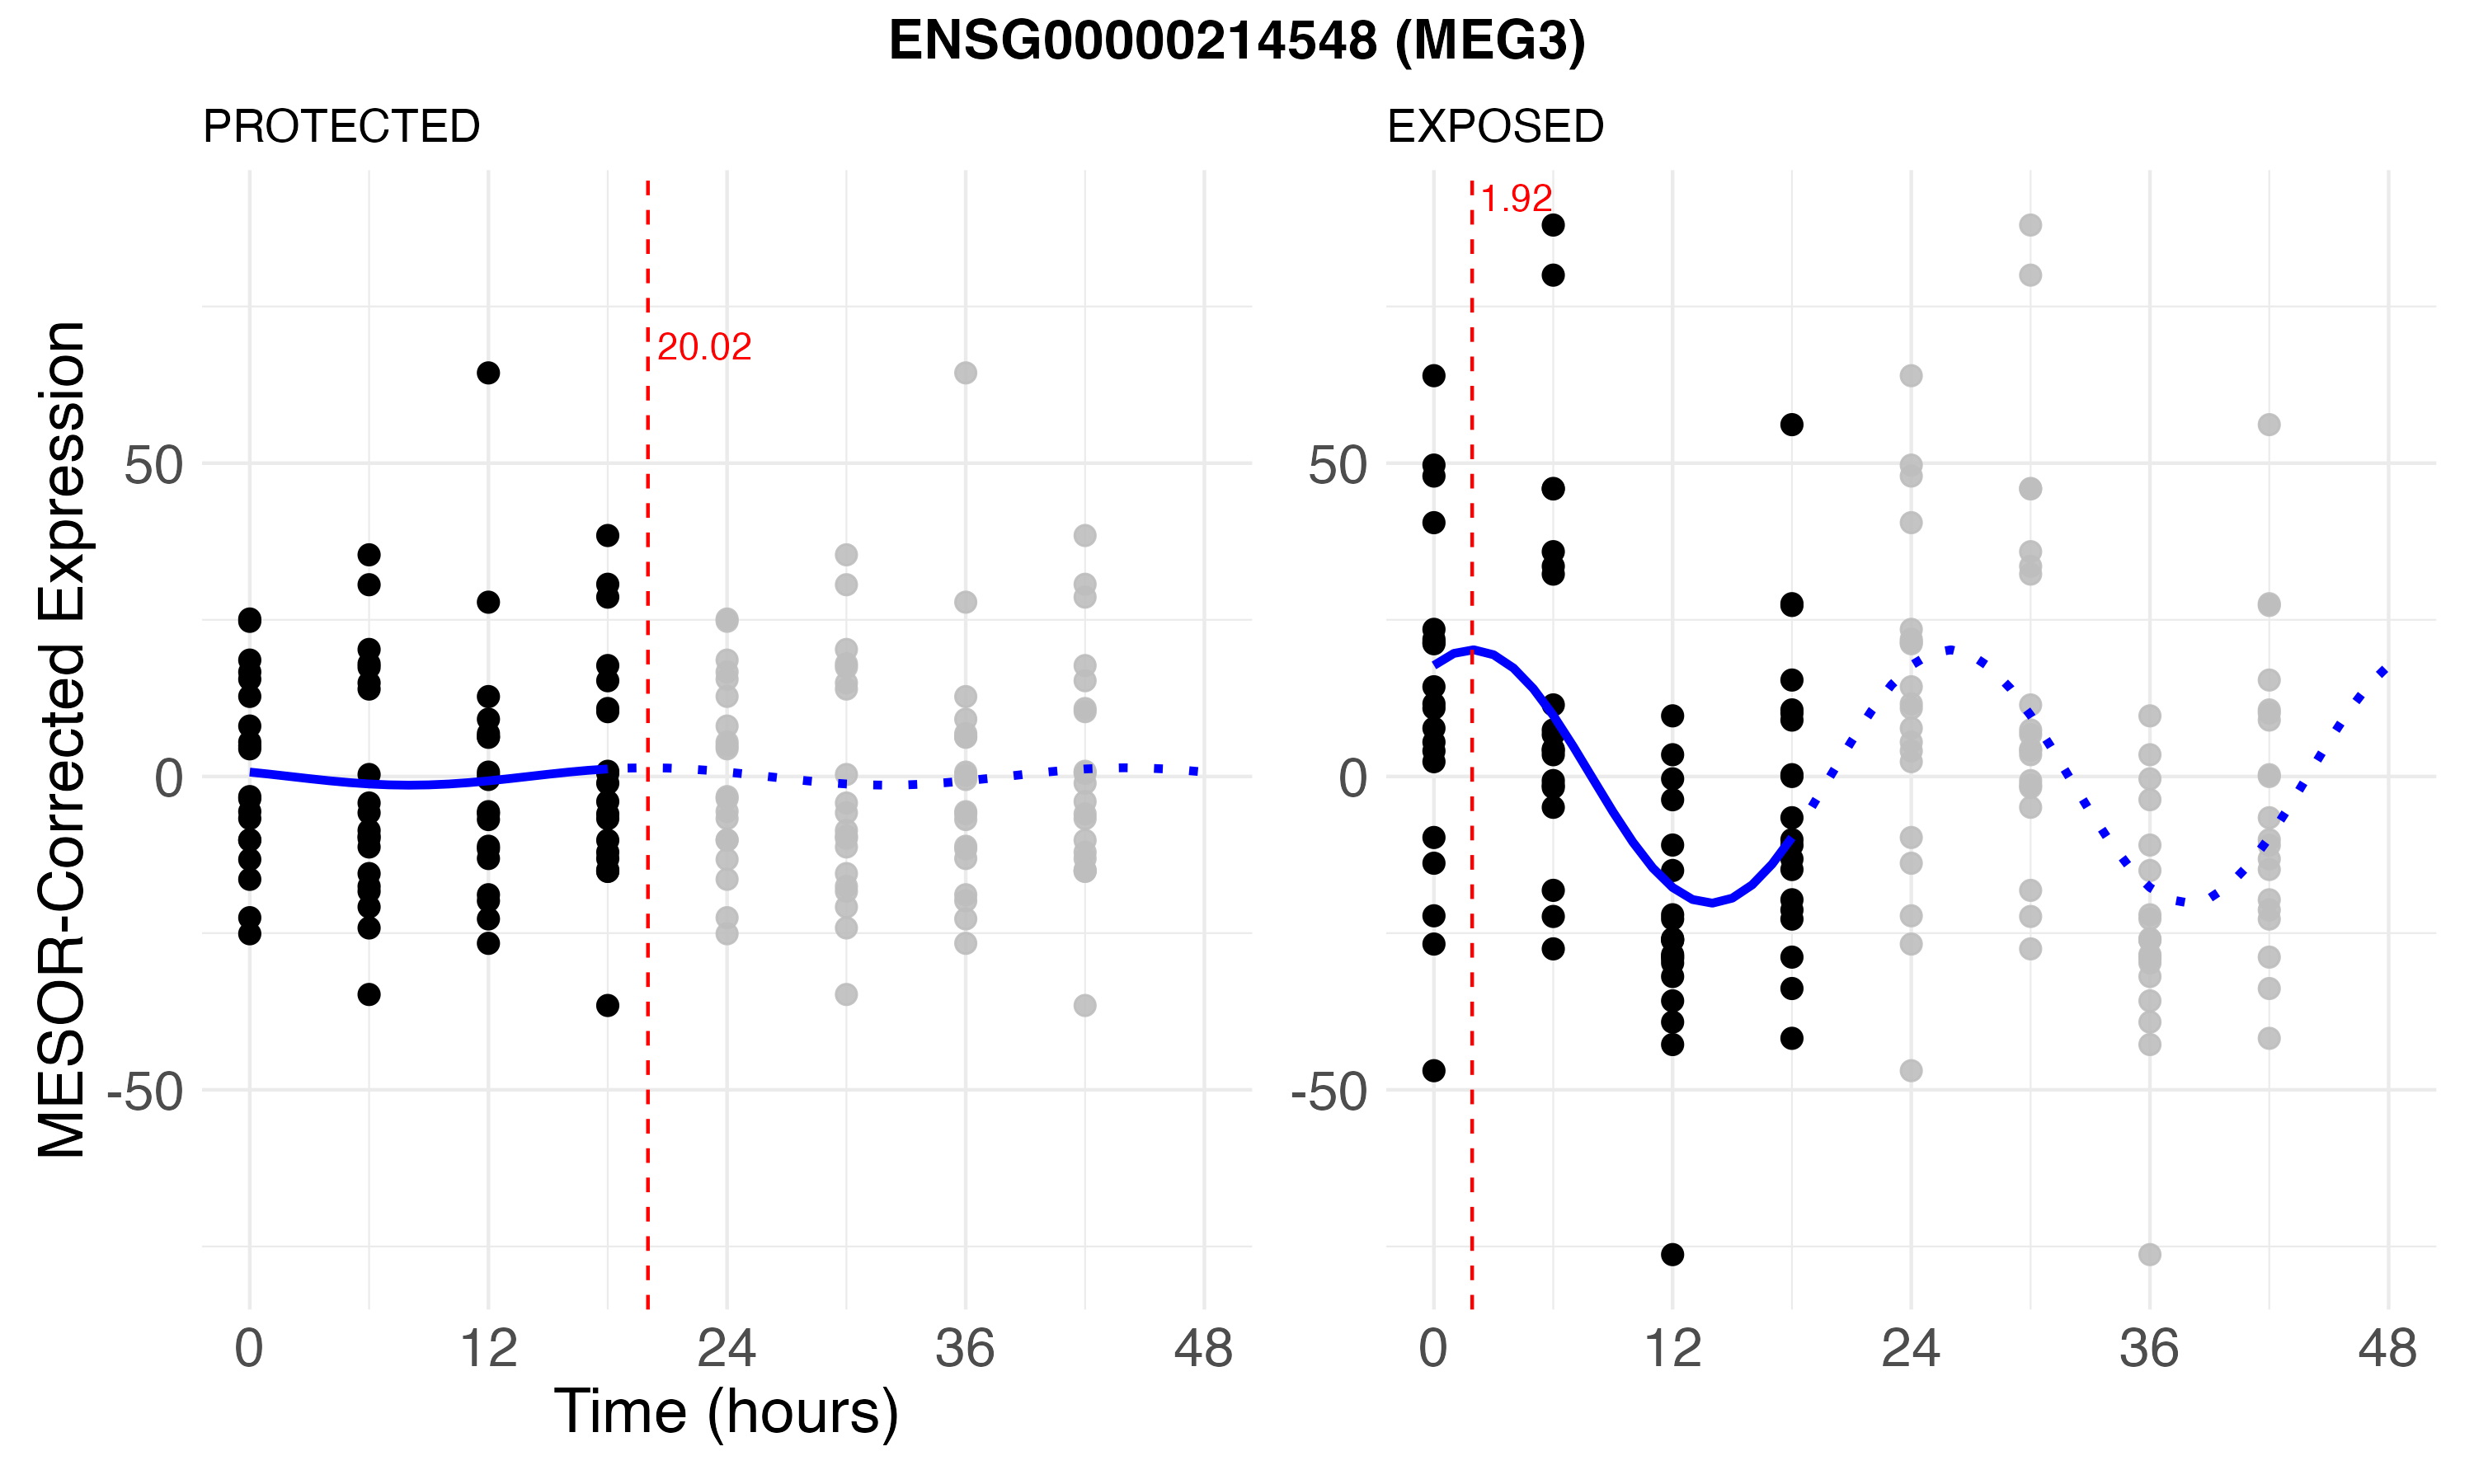 ENSG00000214548 (MEG3)
PROTECTED
EXPOSED
MESOR-Corrected Expression
50
0
-50
20.02
0 12 24 36 48
Time (hours)
50
0
-50
1.92
0 12 24 36 48